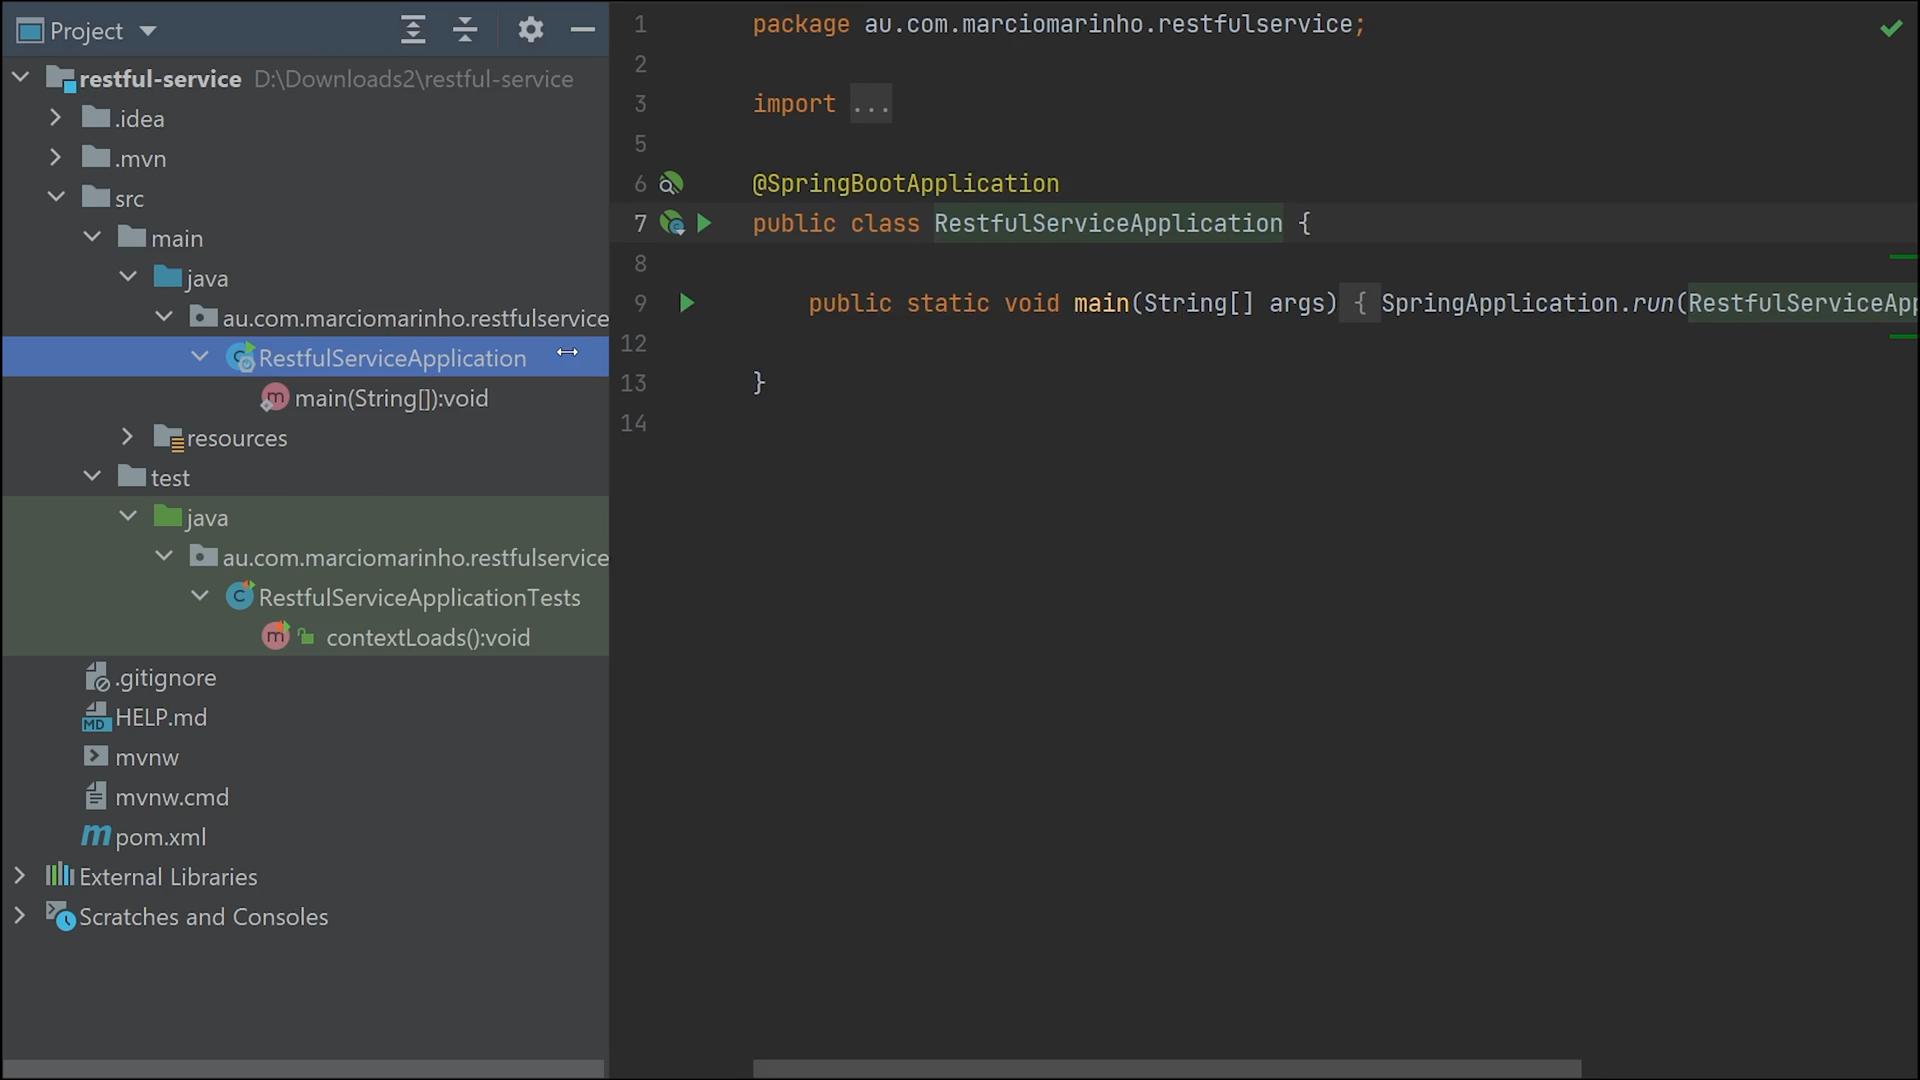 Project
restful-service D:\Downloads2\restful-service
.idea
.mvn
src
main
java
au.com.marciomarinho.restfulservice
RestfulServiceApplication
main(String[]):void
resources
test
java
au.com.marciomarinho.restfulservice
RestfulServiceApplicationTests
contextLoads():void
.gitignore
MD HELP.md
mvnw
mvnw.cmd
pom.xml
External Libraries
Scratches and Consoles
1 package au.com.marciomarinho.restfulservice;
2
3 import ...
5
6 @SpringBootApplication
7 public class RestfulServiceApplication {
8
9 public static void main(String[] args) { SpringApplication.run(RestfulServiceApp
12
13 }
14